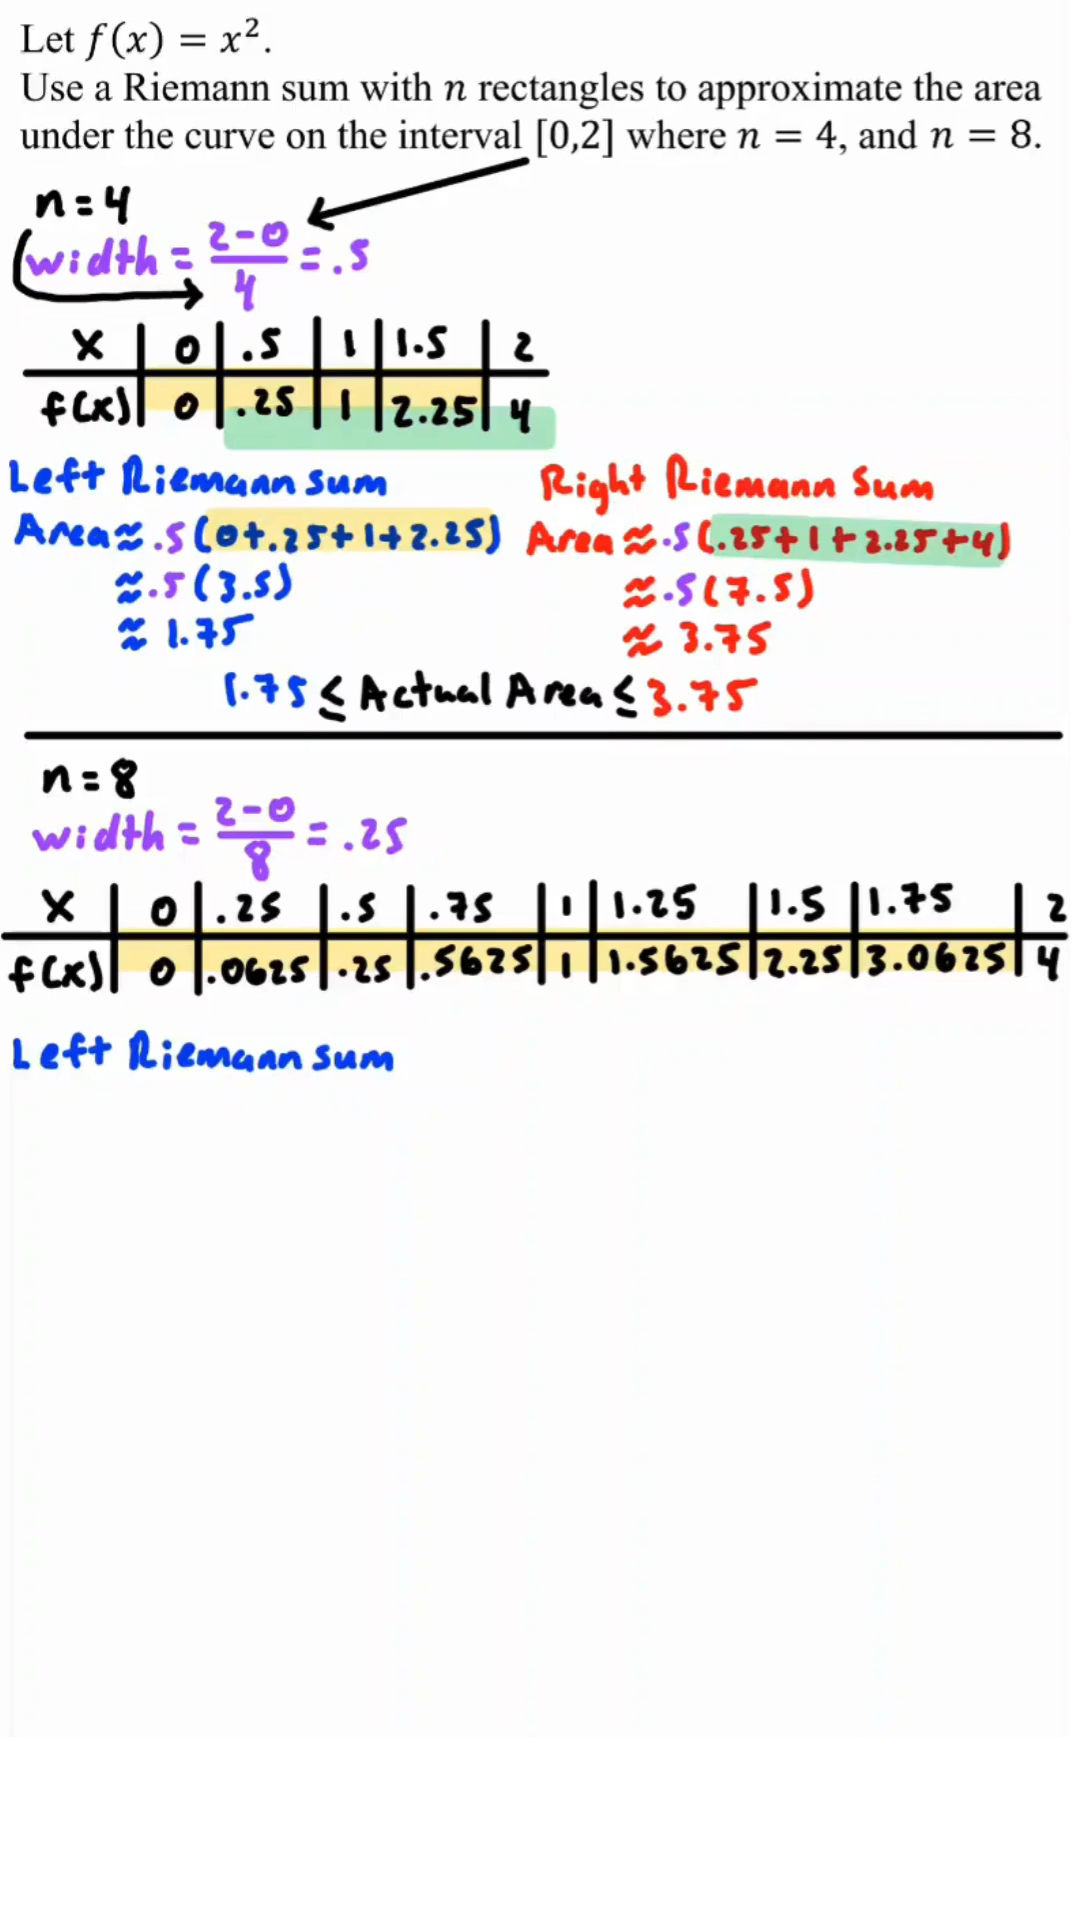 Let f(x) = x².
Use a Riemann sum with n rectangles to approximate the area
under the curve on the interval [0,2] where n = 4, and n = 8.
n=4
width = 2-0/4 = .5
x | 0 | .5 | 1 | 1.5 | 2
f(x) | 0 | .25 | 1 | 2.25 | 4
Left Riemann sum
Area ≈ .5(0+.25+1+2.25)
≈ .5(3.5)
≈ 1.75
Right Riemann Sum
Area ≈ .5(.25+1+2.25+4)
≈ .5(7.5)
≈ 3.75
1.75 ≤ Actual Area ≤ 3.75
n=8
width = 2-0/8 = .25
x | 0 | .25 | .5 | .75 | 1 | 1.25 | 1.5 | 1.75 | 2
f(x) | 0 | .0625 | .25 | .5625 | 1 | 1.5625 | 2.25 | 3.0625 | 4
Left Riemann sum